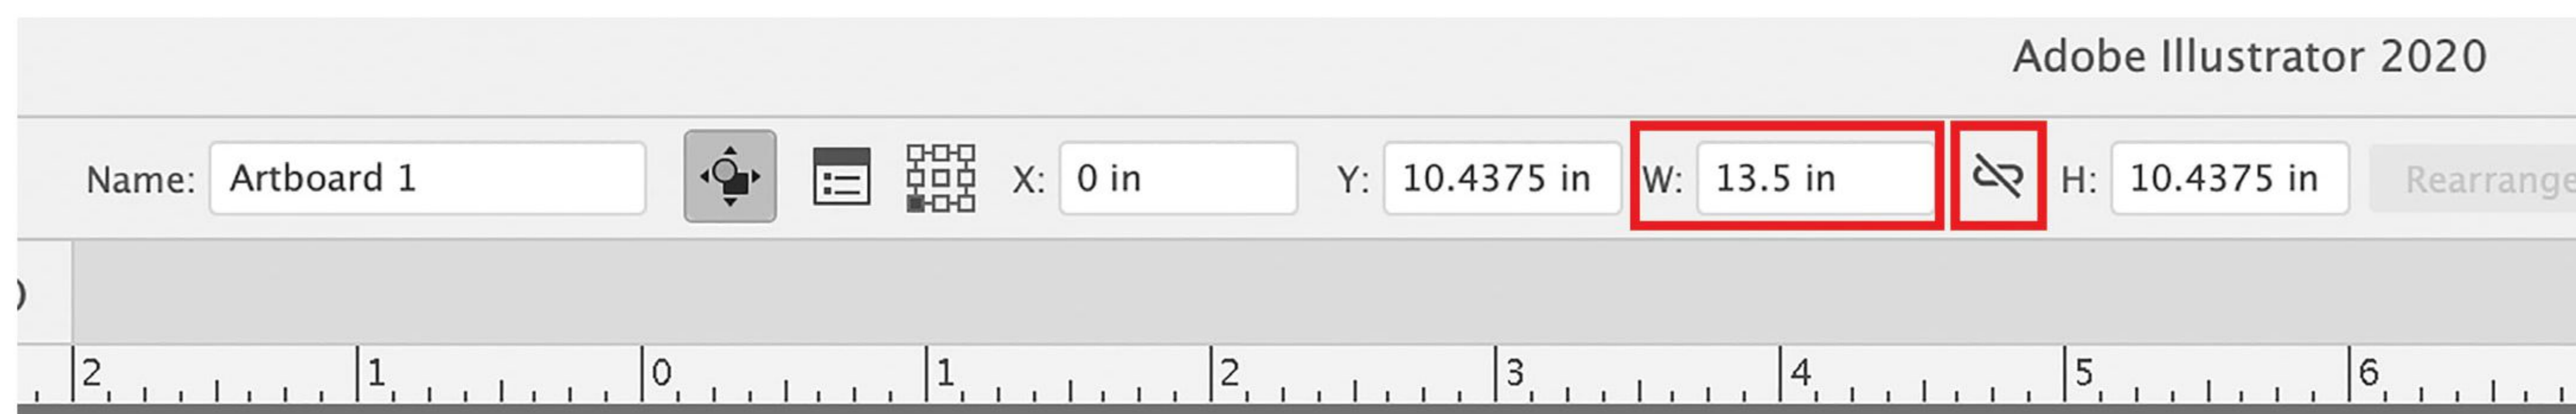 Adobe Illustrator 2020
Name: Artboard 1 X: 0 in Y: 10.4375 in W: 13.5 in H: 10.4375 in Rearrange
2 1 0 1 2 3 4 5 6